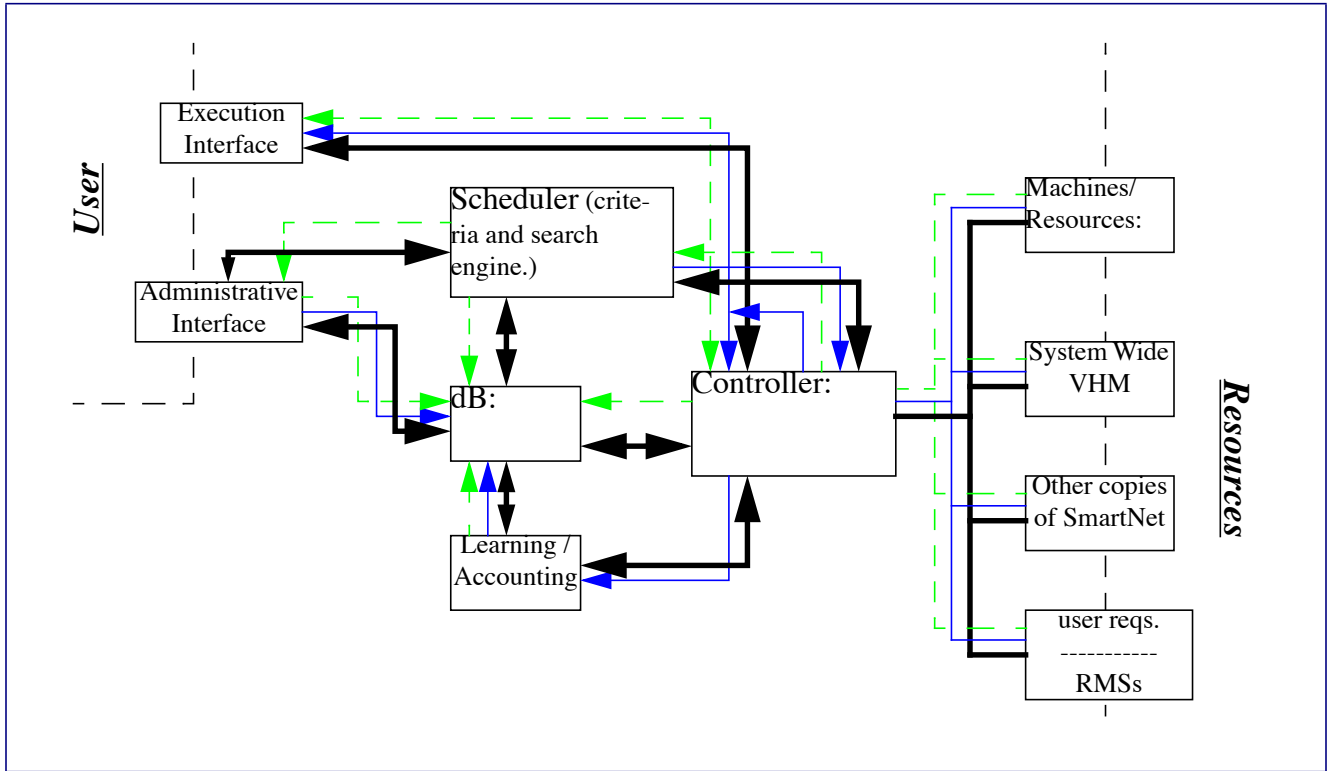 User
Execution
Interface
Scheduler (crite-
ria and search
engine.)
Administrative
Interface
dB:
Controller:
Learning /
Accounting
Machines/
Resources:
System Wide
VHM
Other copies
of SmartNet
user reqs.
-----------
RMSs
Resources